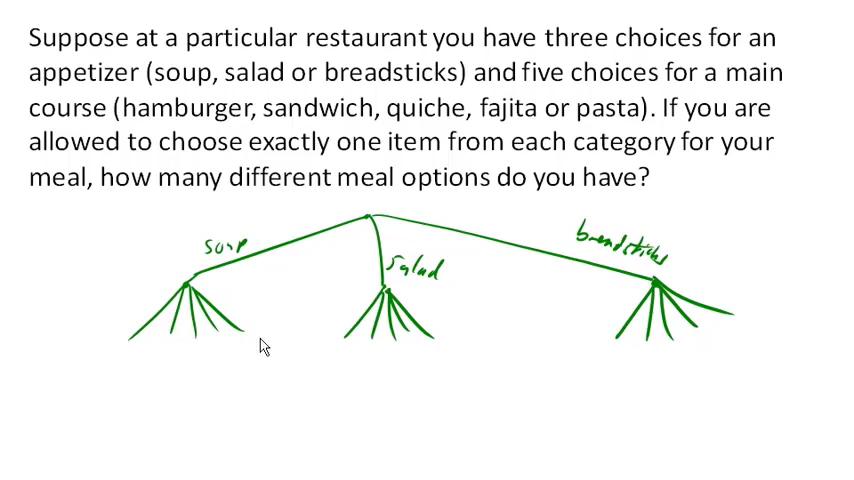 Suppose at a particular restaurant you have three choices for an
appetizer (soup, salad or breadsticks) and five choices for a main
course (hamburger, sandwich, quiche, fajita or pasta). If you are
allowed to choose exactly one item from each category for your
meal, how many different meal options do you have?
soup
salad
breadsticks